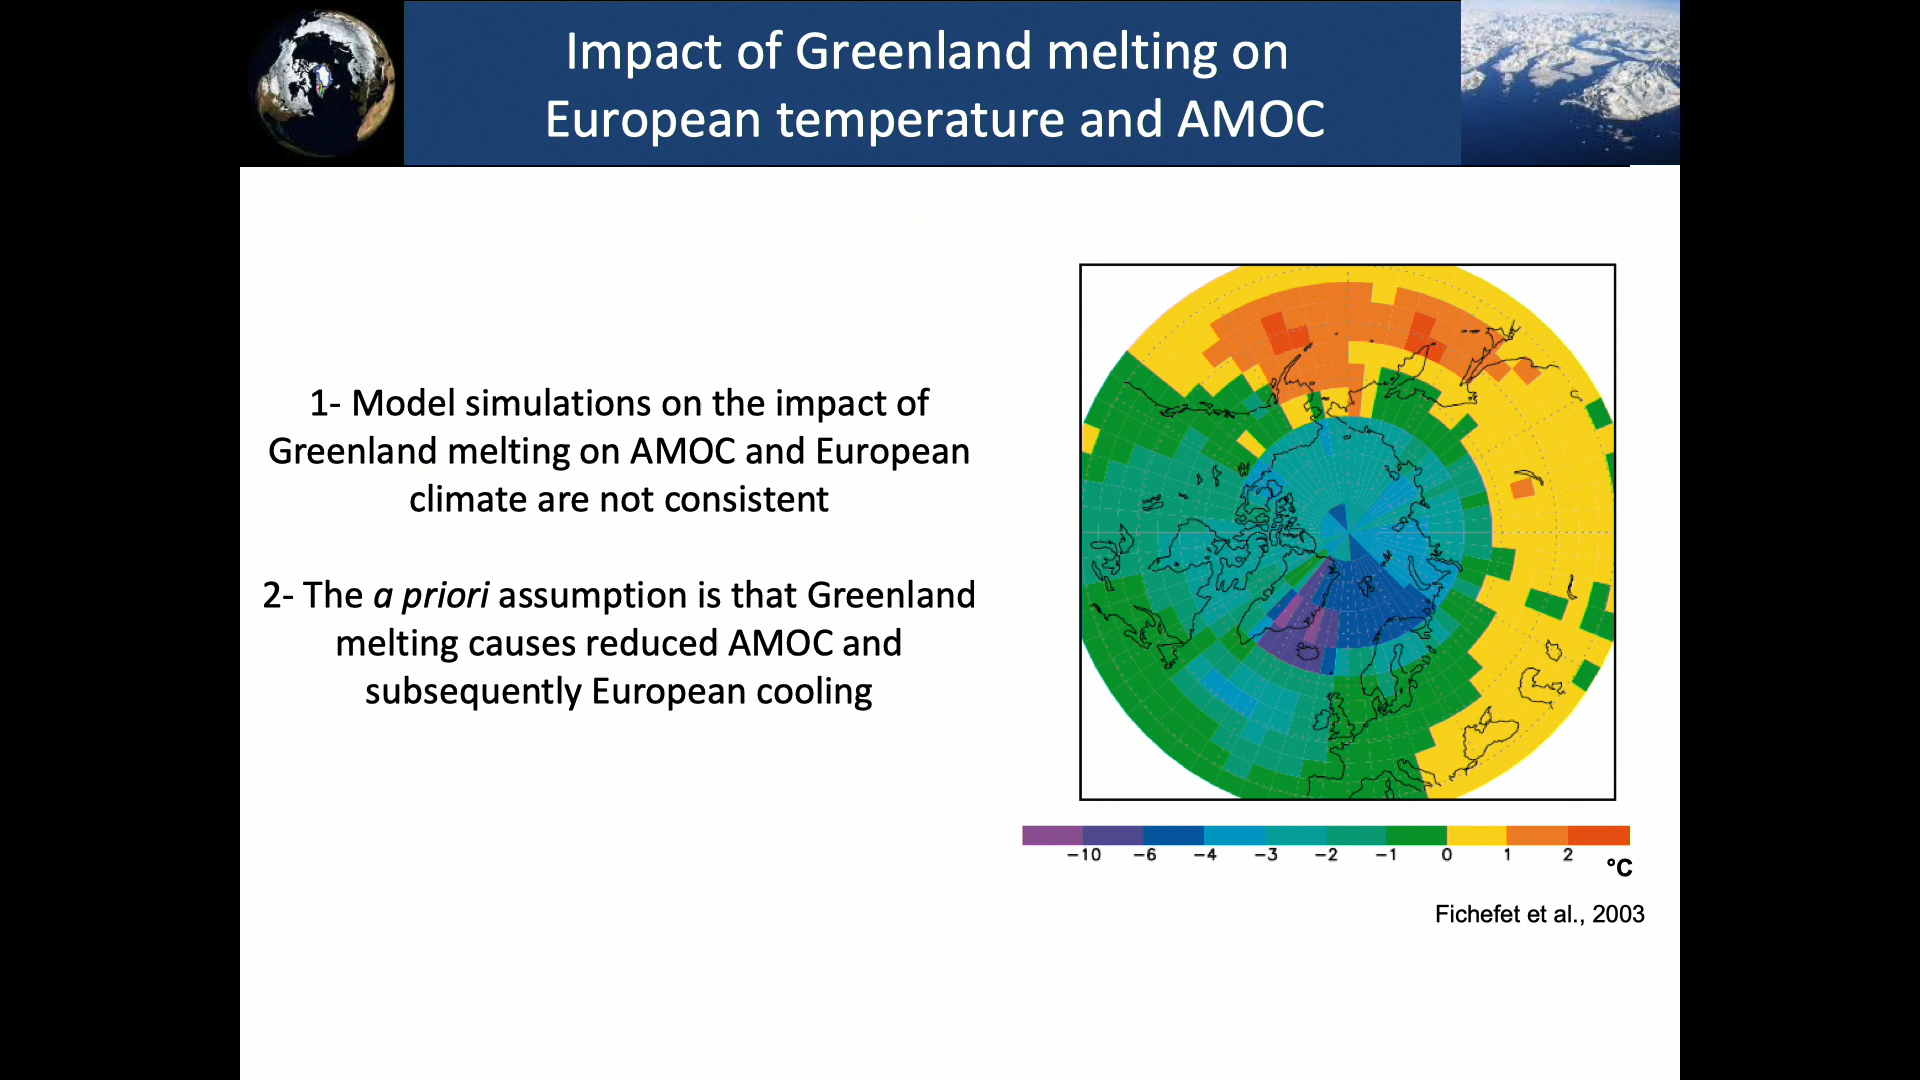 Impact of Greenland melting on
European temperature and AMOC
1- Model simulations on the impact of
Greenland melting on AMOC and European
climate are not consistent
2- The a priori assumption is that Greenland
melting causes reduced AMOC and
subsequently European cooling
−10 −6 −4 −3 −2 −1 0 1 2
°C
Fichefet et al., 2003